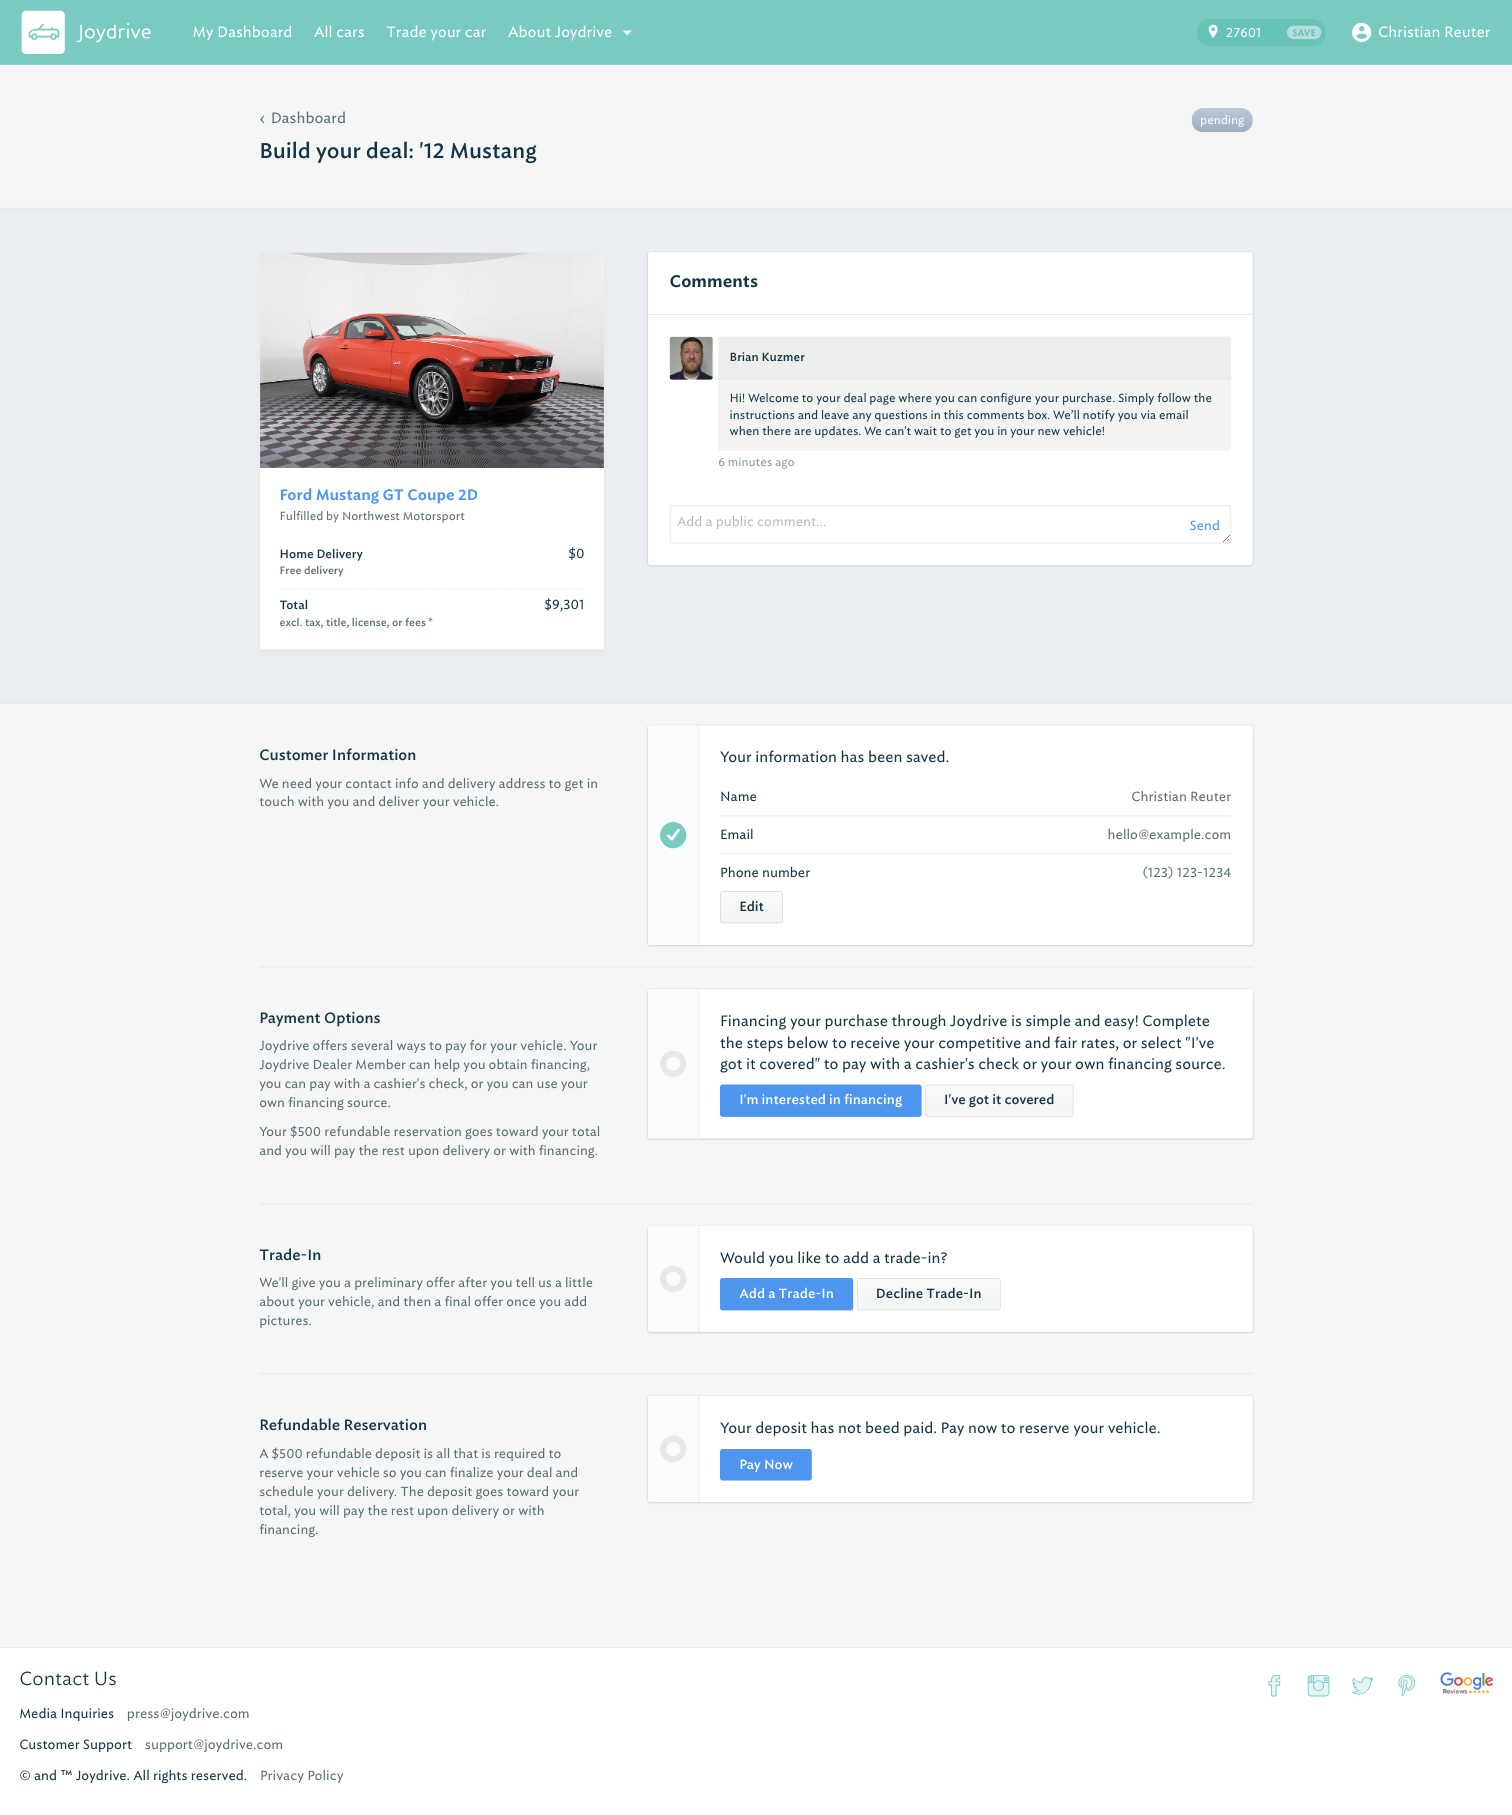 Joydrive
My Dashboard
All cars
Trade your car
About Joydrive
27601
SAVE
Christian Reuter
‹ Dashboard
pending
Build your deal: '12 Mustang
Ford Mustang GT Coupe 2D
Fulfilled by Northwest Motorsport
Home Delivery $0
Free delivery
Total $9,301
excl. tax, title, license, or fees *
Comments
Brian Kuzmer
Hi! Welcome to your deal page where you can configure your purchase. Simply follow the
instructions and leave any questions in this comments box. We'll notify you via email
when there are updates. We can't wait to get you in your new vehicle!
6 minutes ago
Add a public comment...
Send
Customer Information
We need your contact info and delivery address to get in
touch with you and deliver your vehicle.
Your information has been saved.
Name Christian Reuter
Email hello@example.com
Phone number (123) 123-1234
Edit
Payment Options
Joydrive offers several ways to pay for your vehicle. Your
Joydrive Dealer Member can help you obtain financing,
you can pay with a cashier's check, or you can use your
own financing source.
Your $500 refundable reservation goes toward your total
and you will pay the rest upon delivery or with financing.
Financing your purchase through Joydrive is simple and easy! Complete
the steps below to receive your competitive and fair rates, or select "I've
got it covered" to pay with a cashier's check or your own financing source.
I'm interested in financing
I've got it covered
Trade-In
We'll give you a preliminary offer after you tell us a little
about your vehicle, and then a final offer once you add
pictures.
Would you like to add a trade-in?
Add a Trade-In
Decline Trade-In
Refundable Reservation
A $500 refundable deposit is all that is required to
reserve your vehicle so you can finalize your deal and
schedule your delivery. The deposit goes toward your
total, you will pay the rest upon delivery or with
financing.
Your deposit has not beed paid. Pay now to reserve your vehicle.
Pay Now
Contact Us
Media Inquiries press@joydrive.com
Customer Support support@joydrive.com
© and ™ Joydrive. All rights reserved. Privacy Policy
Google
Reviews